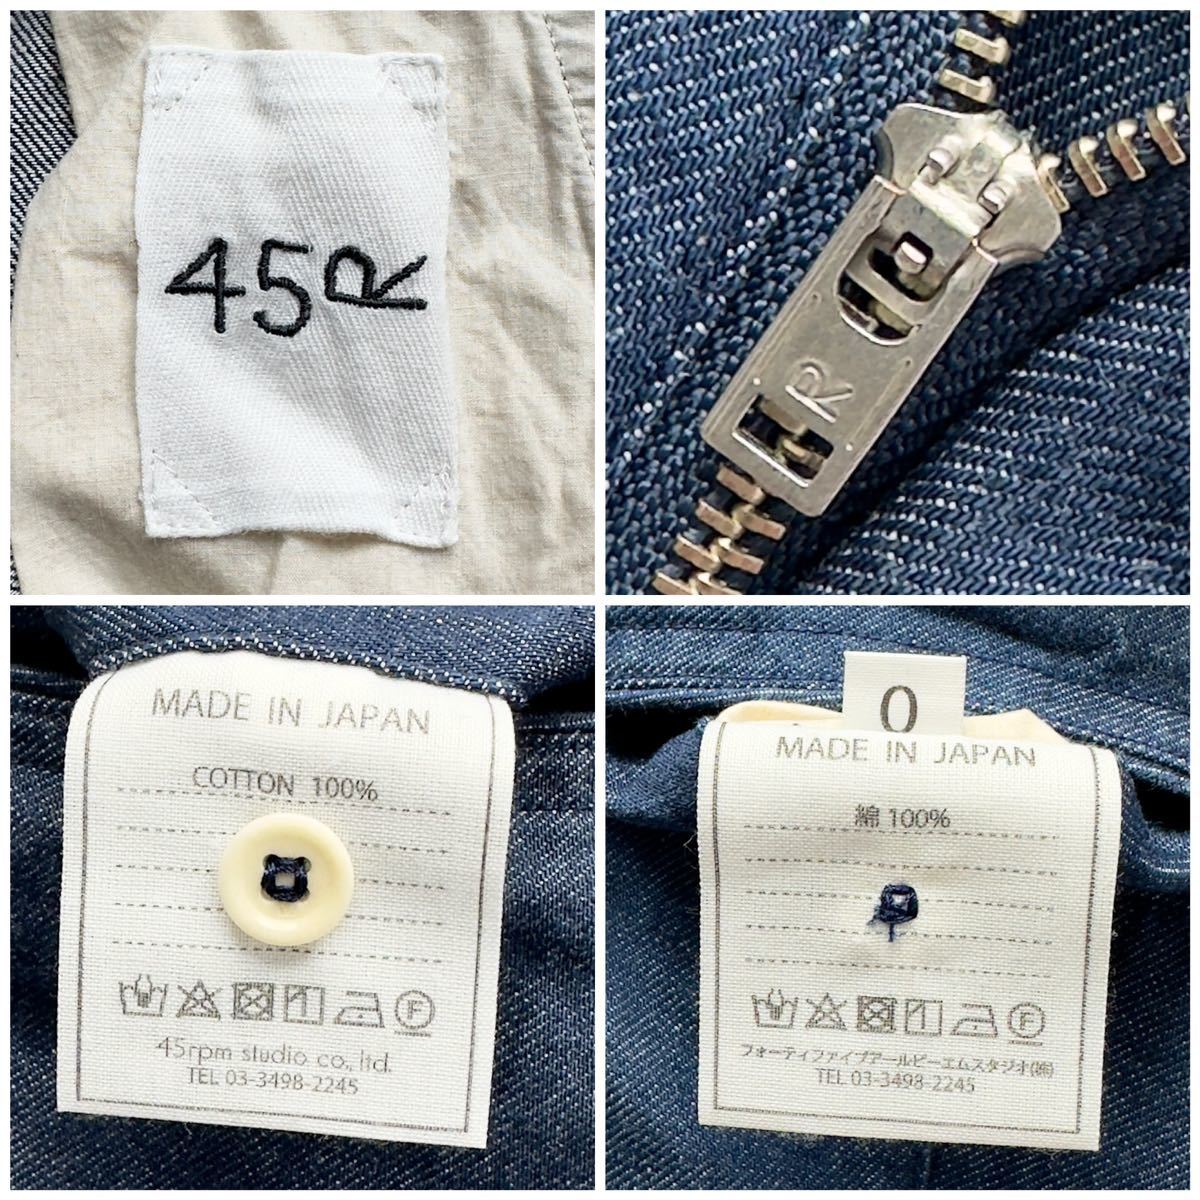 45R
R
MADE IN JAPAN
COTTON 100%
45rpm studio co., ltd.
TEL 03-3498-2245
0
MADE IN JAPAN
綿 100%
フォーティファイブアールピーエムスタジオ(株)
TEL 03-3498-2245